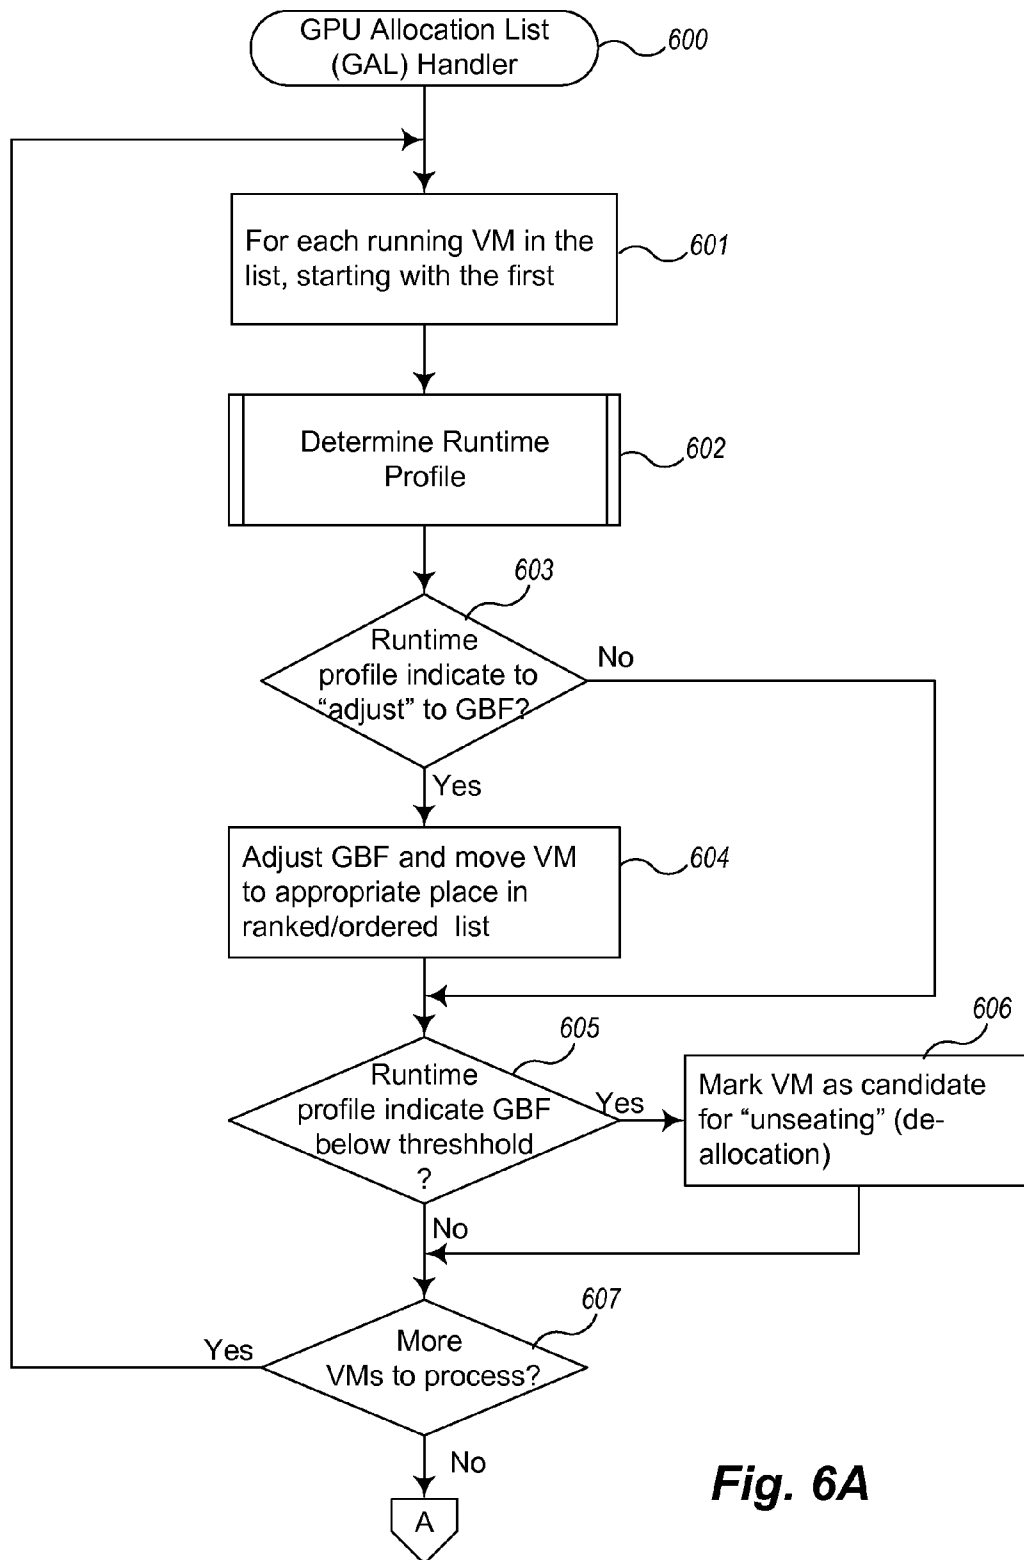 GPU Allocation List
(GAL) Handler
600
For each running VM in the
list, starting with the first
601
Determine Runtime
Profile
602
603
Runtime
profile indicate to
“adjust” to GBF?
No
Yes
Adjust GBF and move VM
to appropriate place in
ranked/ordered list
604
605
606
Runtime
profile indicate GBF
below threshhold
?
Yes
Mark VM as candidate
for “unseating” (de-
allocation)
No
607
More
VMs to process?
Yes
No
A
Fig. 6A